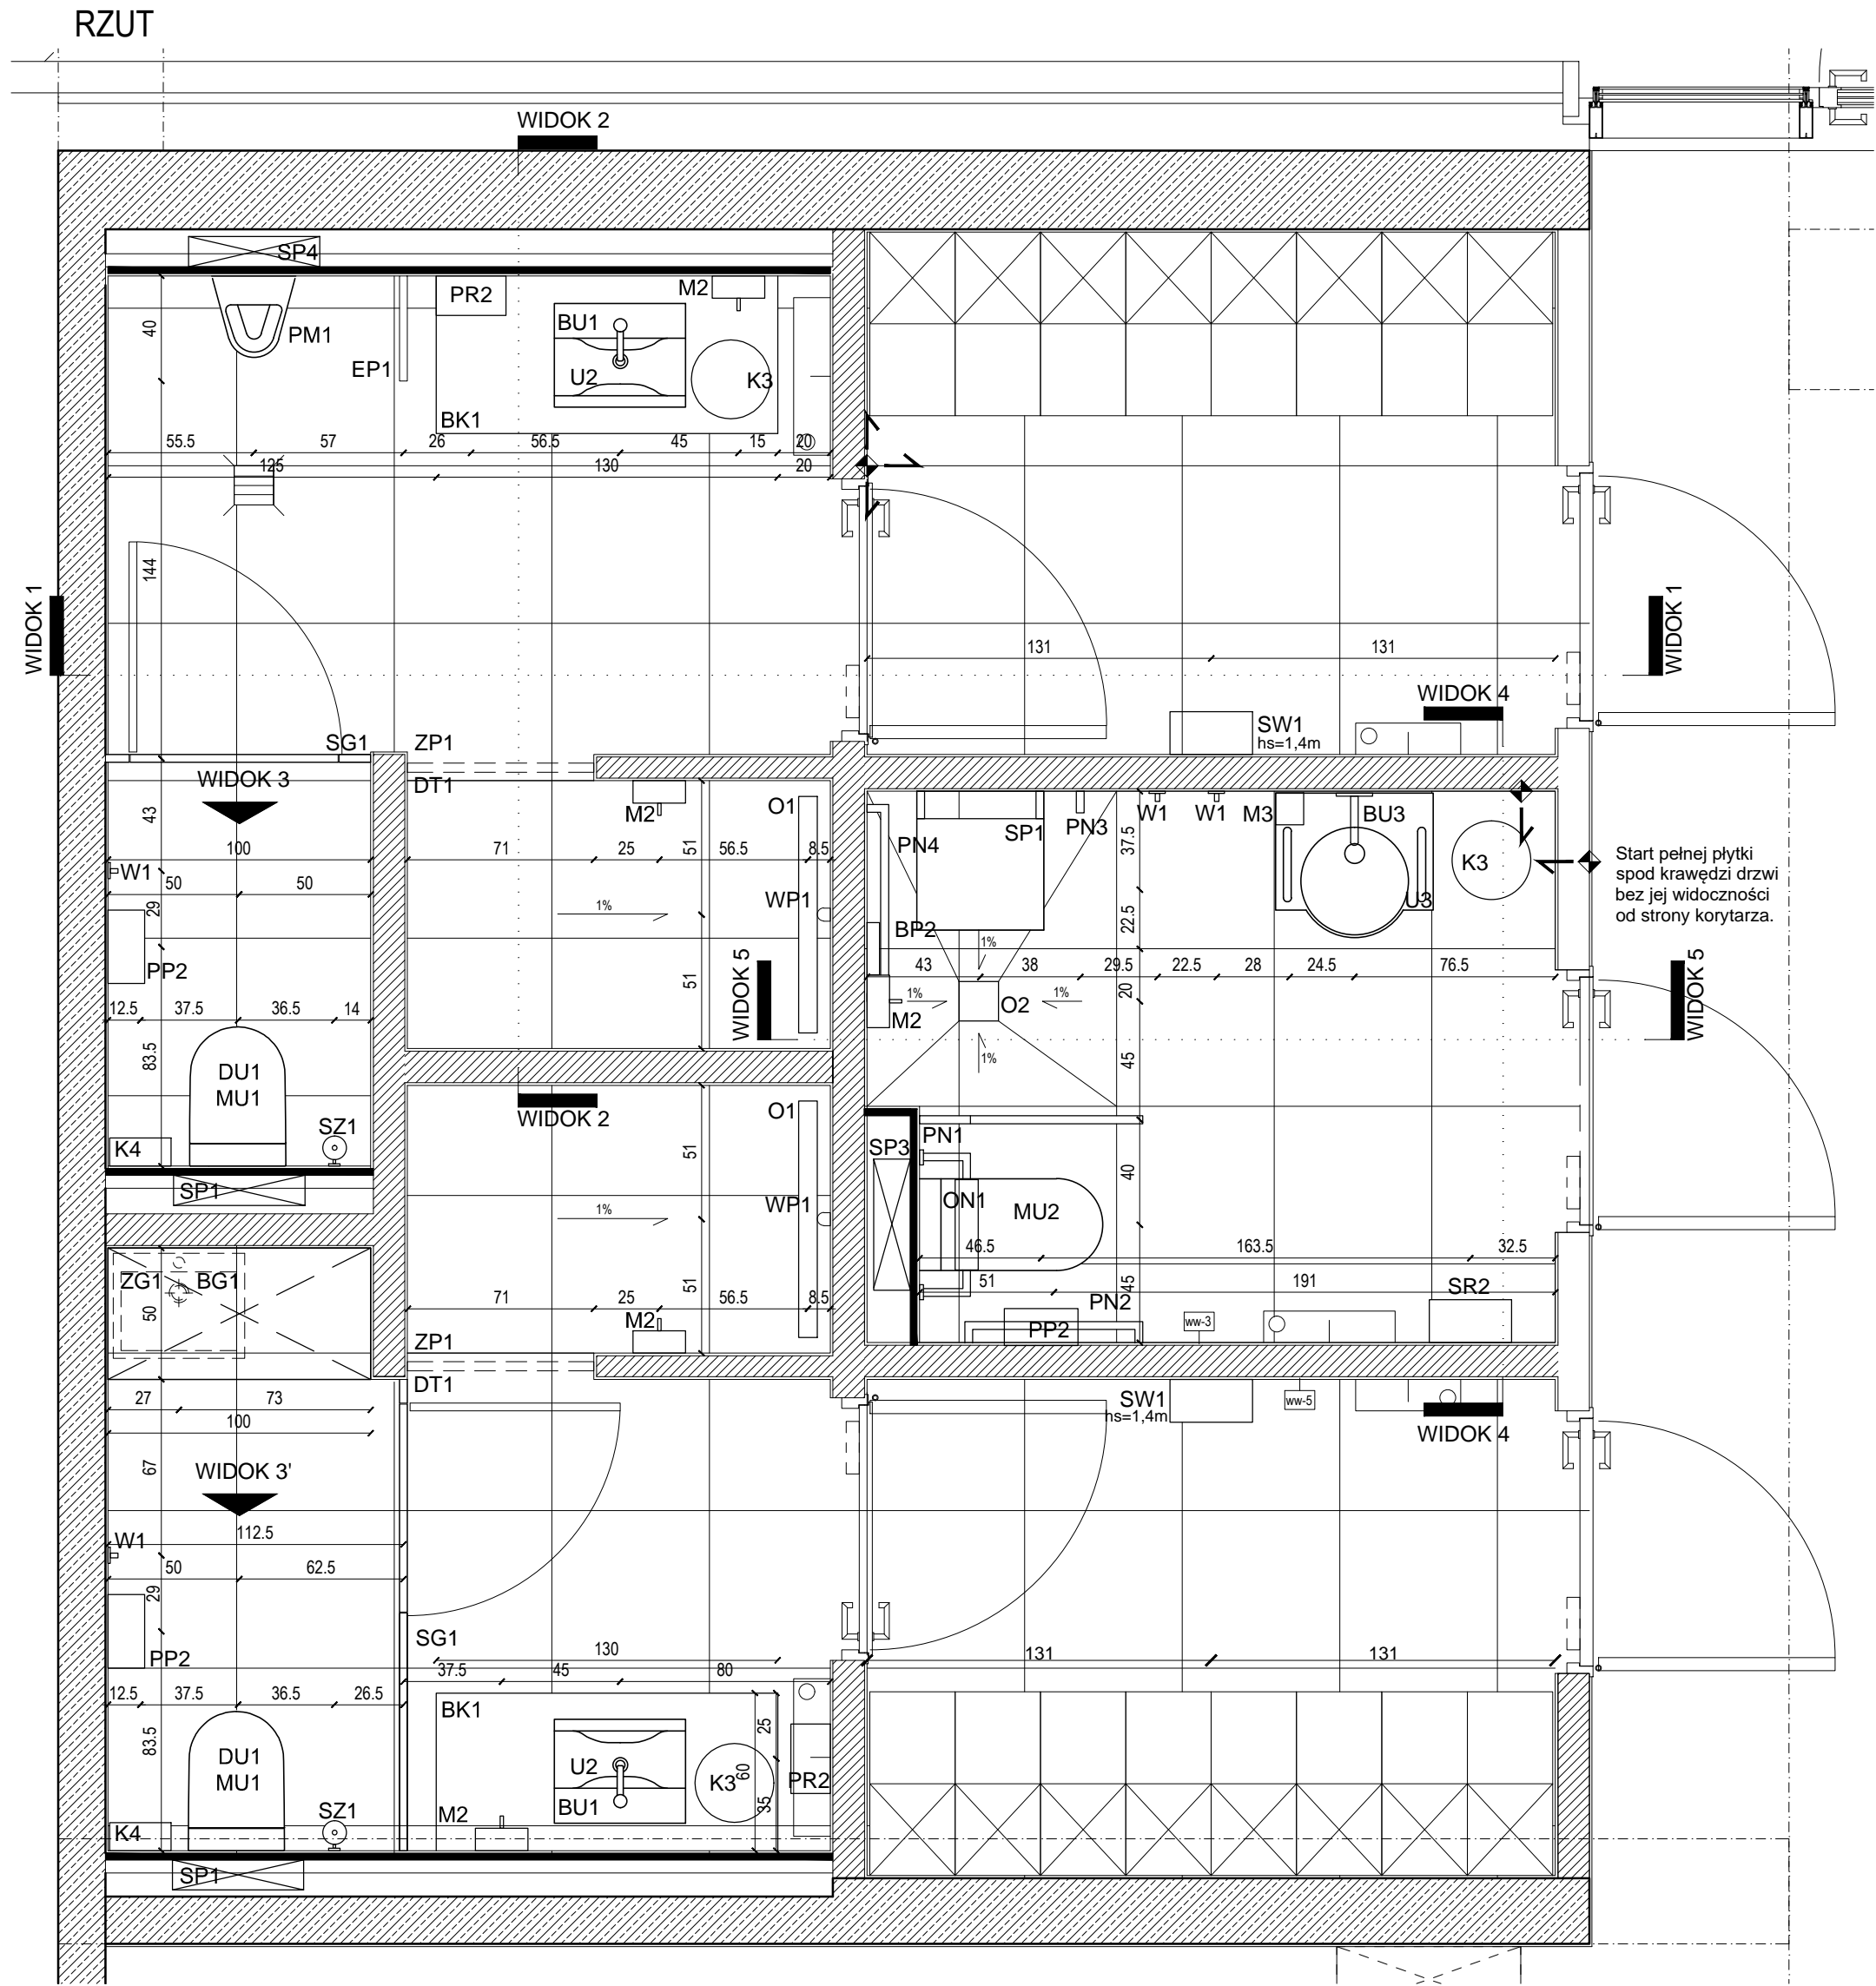 RZUT
WIDOK 2
SP4
PR2
M2
BU1
PM1
EP1
U2
K3
BK1
40
55.5
57
26
56.5
45
15
20
125
130
20
144
WIDOK 1
WIDOK 1
131
131
WIDOK 4
SW1
hs=1,4m
SG1
ZP1
DT1
WIDOK 3
M2
O1
43
100
71
25
51
56.5
8.5
W1
50
50
29
1%
WP1
PP2
51
WIDOK 5
12.5
37.5
36.5
14
83.5
DU1
MU1
SZ1
K4
SP1
PN4
SP1
PN3
W1
W1
M3
BU3
K3
U3
37.5
22.5
BP2
1%
43
38
29.5
22.5
28
24.5
76.5
20
1%
1%
O2
M2
1%
45
WIDOK 5
Start pełnej płytki
spod krawędzi drzwi
bez jej widoczności
od strony korytarza.
WIDOK 2
O1
51
WP1
1%
51
71
25
56.5
8.5
M2
ZP1
DT1
SP3
PN1
ON1
MU2
40
46.5
163.5
32.5
51
191
45
SR2
PN2
PP2
ww-3
ZG1
BG1
50
27
73
100
67
WIDOK 3'
W1
112.5
50
62.5
29
PP2
12.5
37.5
36.5
26.5
83.5
DU1
MU1
SZ1
K4
SP1
SW1
hs=1,4m
ww-5
WIDOK 4
SG1
130
37.5
45
80
131
131
BK1
U2
BU1
K3
25
60
35
PR2
M2